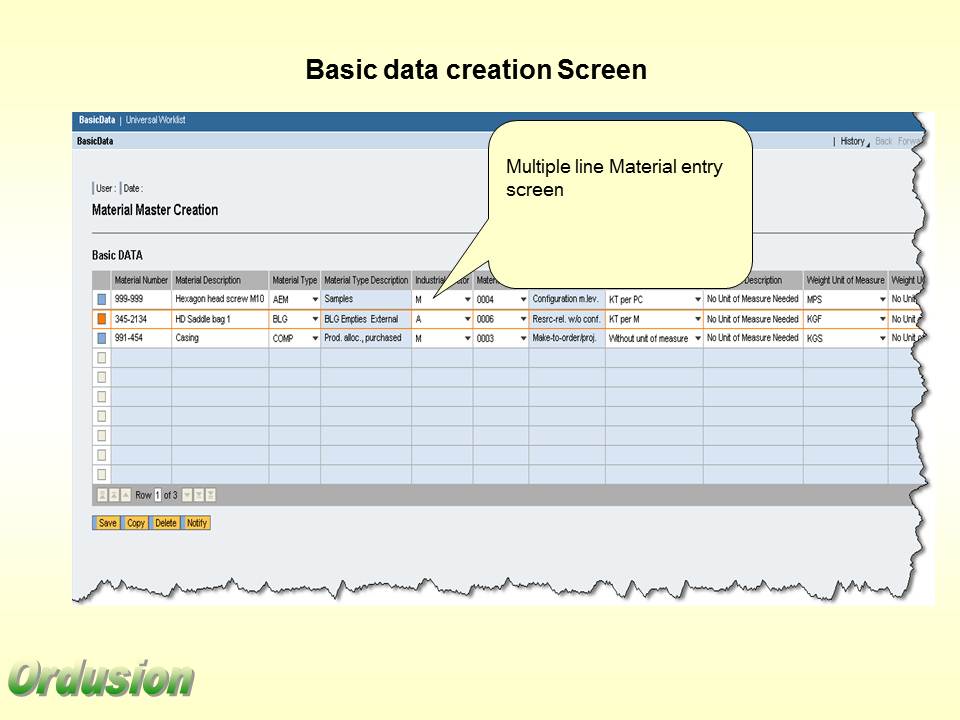 Basic data creation Screen
BasicData | Universal Worklist
BasicData | History Back
Multiple line Material entry
screen
User : Date :
Material Master Creation
Basic DATA
Material Number Material Description Material Type Material Type Description Industrial Weight Unit of Measure
999-999 Hexagon head screw M10 AEM Samples M 0004 Configuration m.lev. KT per PC No Unit of Measure Needed MPS No Unit
345-2134 HD Saddle bag 1 BLG BLG Empties External A 0006 Resrc-rel. w/o conf. KT per M No Unit of Measure Needed KGF No Unit
991-454 Casing COMP Prod. alloc., purchased M 0003 Make-to-order/proj. Without unit of measure No Unit of Measure Needed KGS No Unit
Row 1 of 3
Save Copy Delete Notify
Ordusion